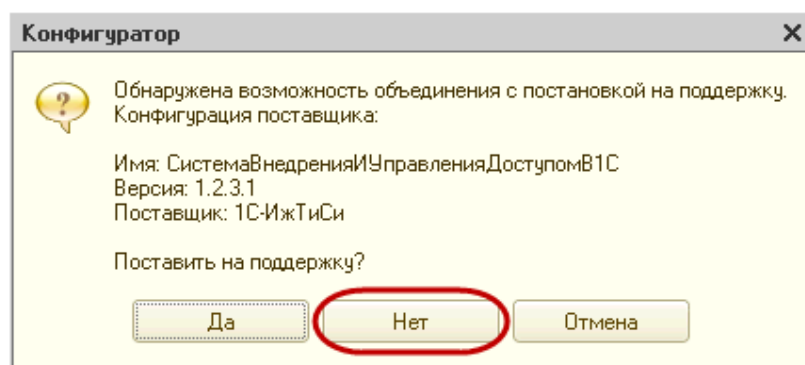 Конфигуратор
Обнаружена возможность объединения с постановкой на поддержку.
Конфигурация поставщика:
Имя: СистемаВнедренияИУправленияДоступомВ1С
Версия: 1.2.3.1
Поставщик: 1С-ИжТиСи
Поставить на поддержку?
Да Нет Отмена